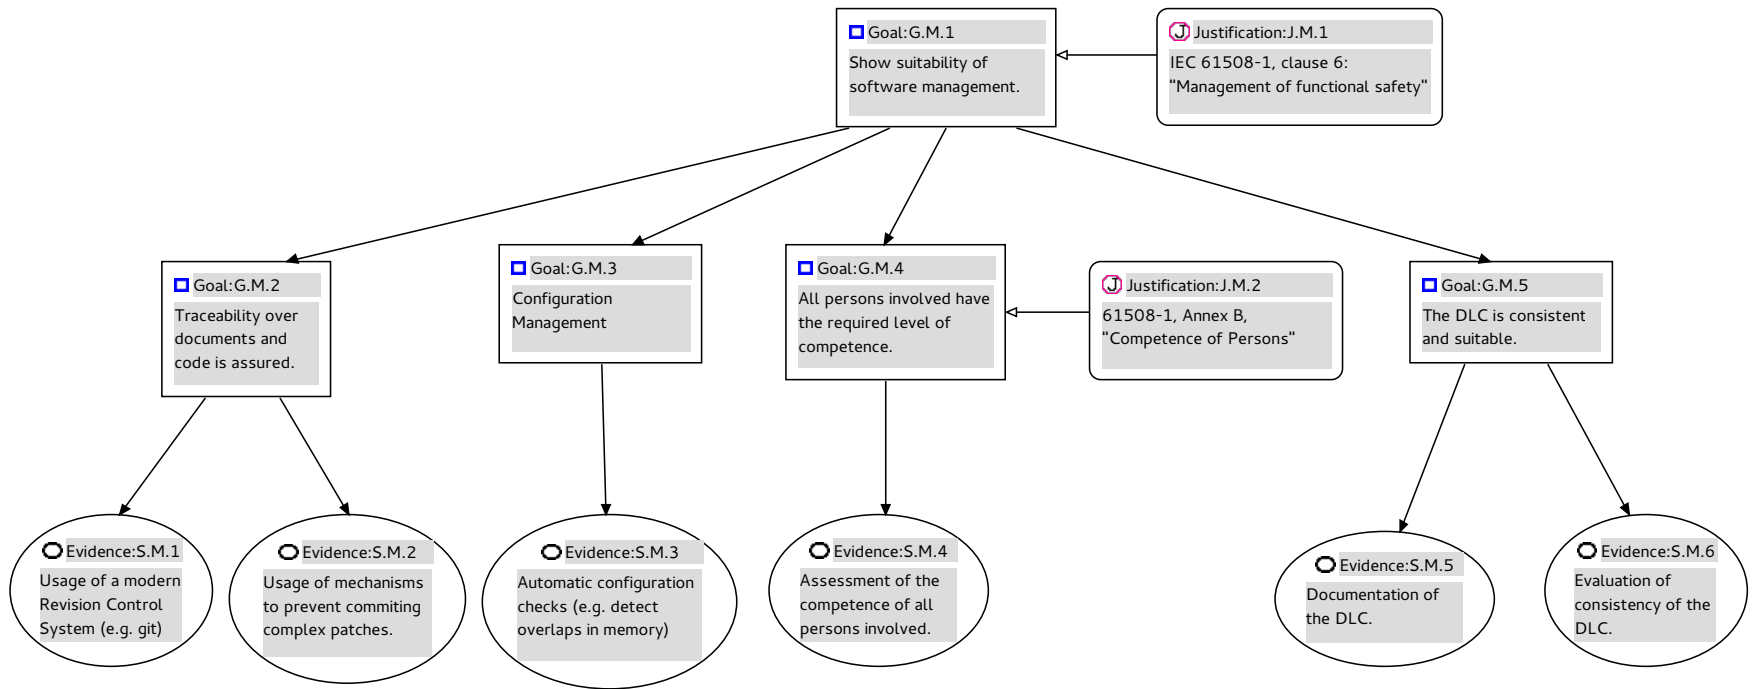 Goal:G.M.1
Show suitability of
software management.
Justification:J.M.1
IEC 61508-1, clause 6:
"Management of functional safety"
Goal:G.M.2
Traceability over
documents and
code is assured.
Goal:G.M.3
Configuration
Management
Goal:G.M.4
All persons involved have
the required level of
competence.
Justification:J.M.2
61508-1, Annex B,
"Competence of Persons"
Goal:G.M.5
The DLC is consistent
and suitable.
Evidence:S.M.1
Usage of a modern
Revision Control
System (e.g. git)
Evidence:S.M.2
Usage of mechanisms
to prevent commiting
complex patches.
Evidence:S.M.3
Automatic configuration
checks (e.g. detect
overlaps in memory)
Evidence:S.M.4
Assessment of the
competence of all
persons involved.
Evidence:S.M.5
Documentation of
the DLC.
Evidence:S.M.6
Evaluation of
consistency of the
DLC.